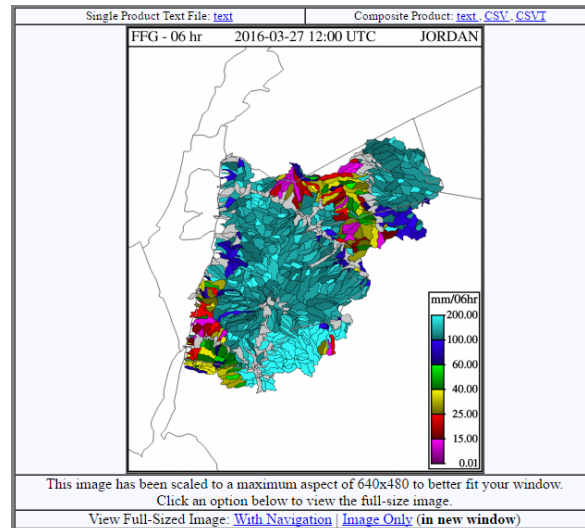 Single Product Text File: text
Composite Product: text , CSV , CSVT
FFG - 06 hr 2016-03-27 12:00 UTC JORDAN
mm/06hr
200.00
100.00
60.00
40.00
25.00
15.00
0.01
This image has been scaled to a maximum aspect of 640x480 to better fit your window.
Click an option below to view the full-size image.
View Full-Sized Image: With Navigation | Image Only (in new window)